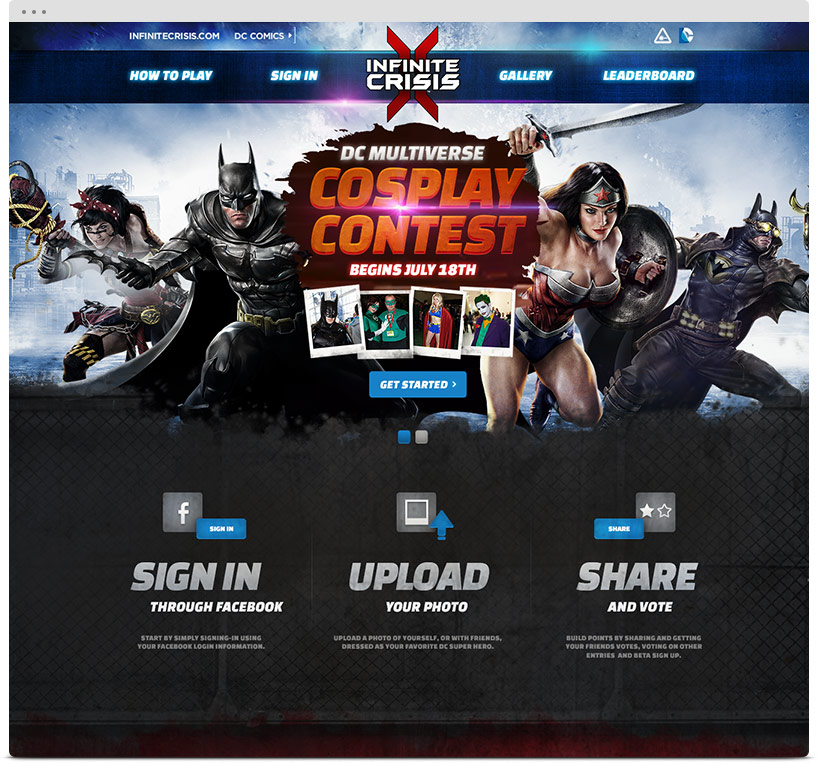 INFINITECRISIS.COM DC COMICS
HOW TO PLAY SIGN IN INFINITE CRISIS GALLERY LEADERBOARD
DC MULTIVERSE
COSPLAY
CONTEST
BEGINS JULY 18TH
GET STARTED
SIGN IN
SHARE
SIGN IN
THROUGH FACEBOOK
START BY SIMPLY SIGNING-IN USING
YOUR FACEBOOK LOGIN INFORMATION.
UPLOAD
YOUR PHOTO
UPLOAD A PHOTO OF YOURSELF, OR WITH FRIENDS,
DRESSED AS YOUR FAVORITE DC SUPER HERO.
SHARE
AND VOTE
BUILD POINTS BY SHARING AND GETTING
YOUR FRIENDS VOTES, VOTING ON OTHER
ENTRIES AND BETA SIGN UP.